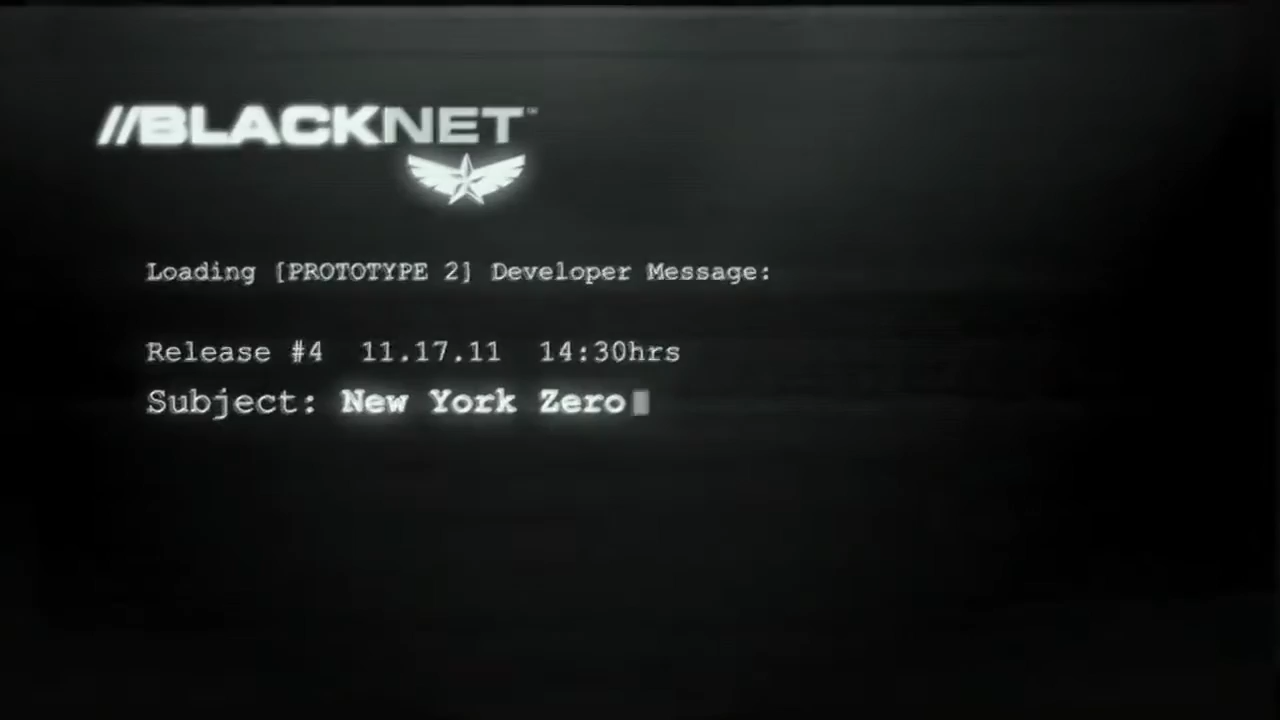 //BLACKNET™
Loading [PROTOTYPE 2] Developer Message:
Release #4 11.17.11 14:30hrs
Subject: New York Zero